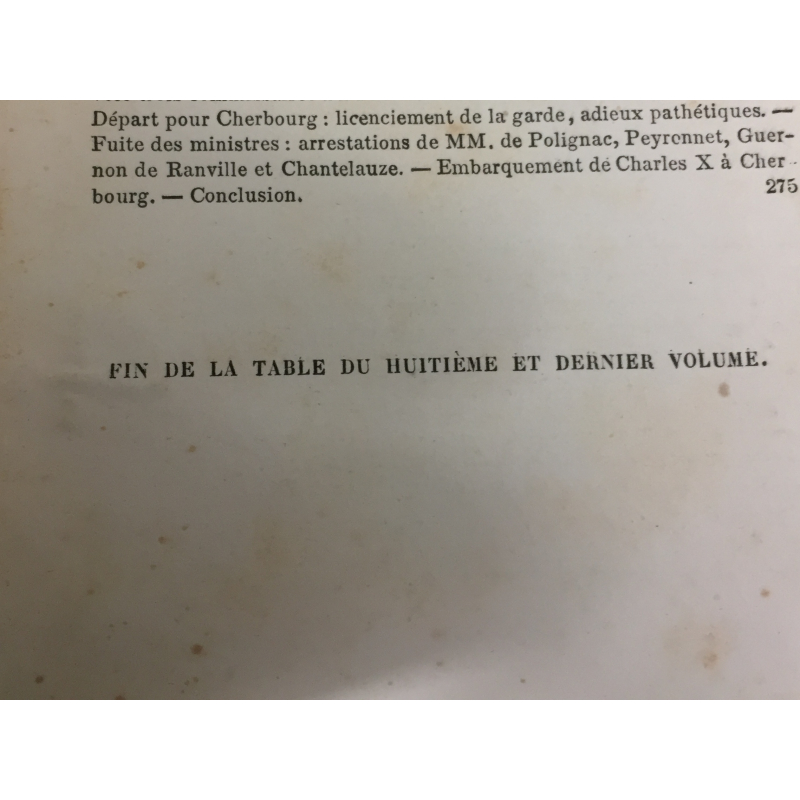 Départ pour Cherbourg : licenciement de la garde, adieux pathétiques. —
Fuite des ministres : arrestations de MM. de Polignac, Peyronnet, Guer-
non de Ranville et Chantelauze. — Embarquement de Charles X à Cher-
bourg. — Conclusion. 275
FIN DE LA TABLE DU HUITIÈME ET DERNIER VOLUME.